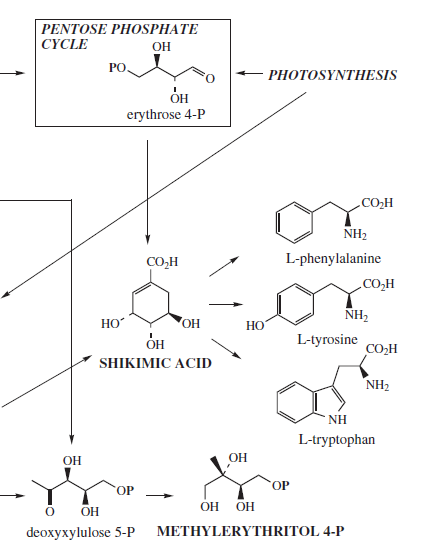 PENTOSE PHOSPHATE
CYCLE
OH
PO
O
OH
erythrose 4-P
PHOTOSYNTHESIS
CO₂H
NH₂
L-phenylalanine
CO₂H
HO
OH
OH
SHIKIMIC ACID
CO₂H
HO
NH₂
L-tyrosine
CO₂H
NH₂
NH
L-tryptophan
OH
OP
O
OH
deoxyxylulose 5-P
OH
OP
OH
OH
METHYLERYTHRITOL 4-P